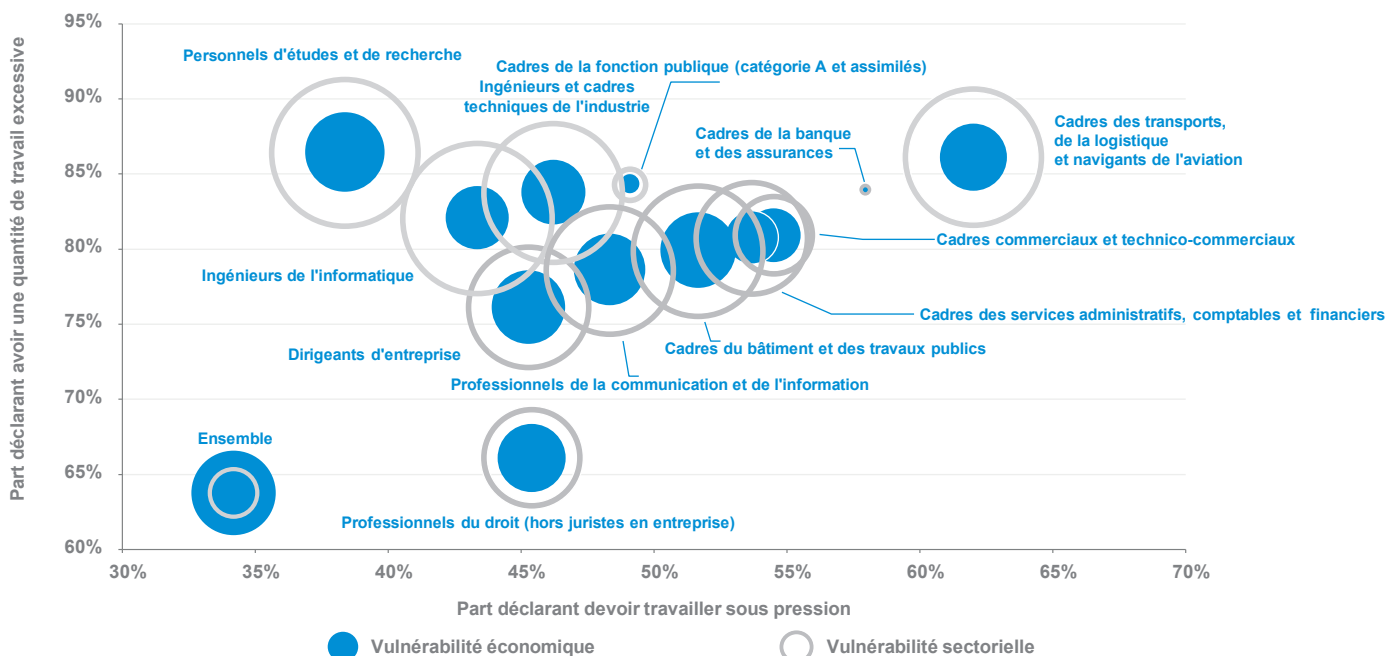 Part déclarant avoir une quantité de travail excessive
95%
90%
85%
80%
75%
70%
65%
60%
Personnels d'études et de recherche
Cadres de la fonction publique (catégorie A et assimilés)
Ingénieurs et cadres
techniques de l'industrie
Cadres de la banque
et des assurances
Cadres des transports,
de la logistique
et navigants de l'aviation
Cadres commerciaux et technico-commerciaux
Ingénieurs de l'informatique
Cadres des services administratifs, comptables et financiers
Cadres du bâtiment et des travaux publics
Dirigeants d'entreprise
Professionnels de la communication et de l'information
Ensemble
Professionnels du droit (hors juristes en entreprise)
30%
35%
40%
45%
50%
55%
60%
65%
70%
Part déclarant devoir travailler sous pression
Vulnérabilité économique
Vulnérabilité sectorielle